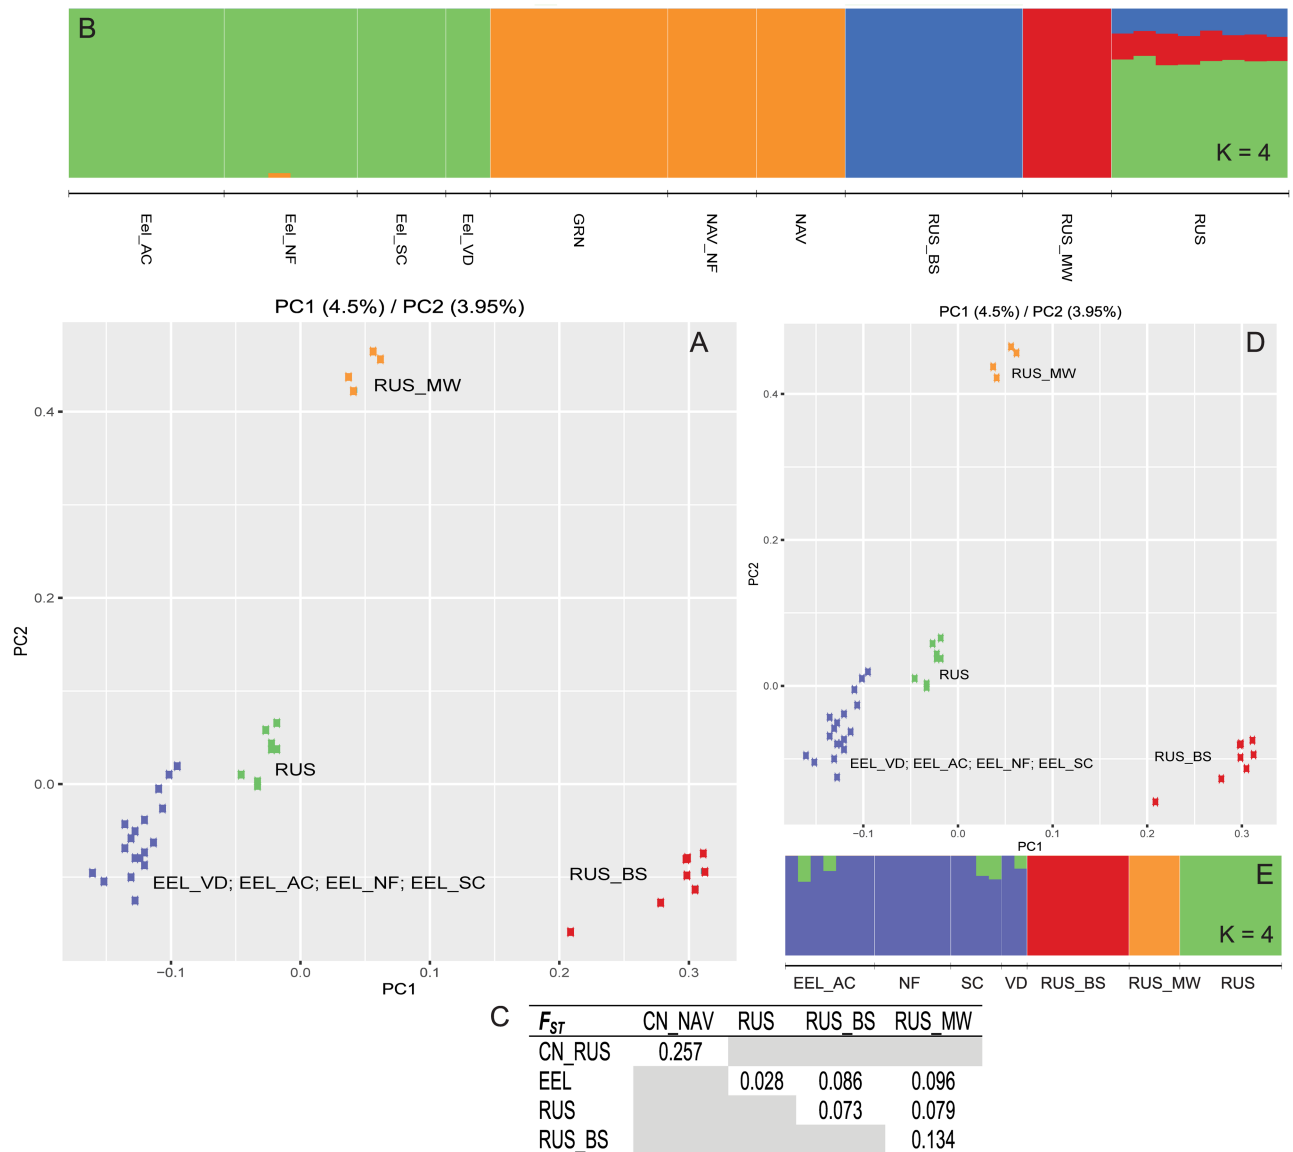 B
K = 4
Eel_AC
Eel_NF
Eel_SC
Eel_VD
GRN
NAV_NF
NAV
RUS_BS
RUS_MW
RUS
PC1 (4.5%) / PC2 (3.95%)
A
RUS_MW
0.4
0.2
PC2
RUS
0.0
EEL_VD; EEL_AC; EEL_NF; EEL_SC
RUS_BS
−0.1 0.0 0.1 0.2 0.3
PC1
PC1 (4.5%) / PC2 (3.95%)
D
RUS_MW
0.4
0.2
PC2
RUS
0.0
EEL_VD; EEL_AC; EEL_NF; EEL_SC
RUS_BS
−0.1 0.0 0.1 0.2 0.3
PC1
E
K = 4
EEL_AC NF SC VD RUS_BS RUS_MW RUS
C
FST CN_NAV RUS RUS_BS RUS_MW
CN_RUS 0.257
EEL 0.028 0.086 0.096
RUS 0.073 0.079
RUS_BS 0.134